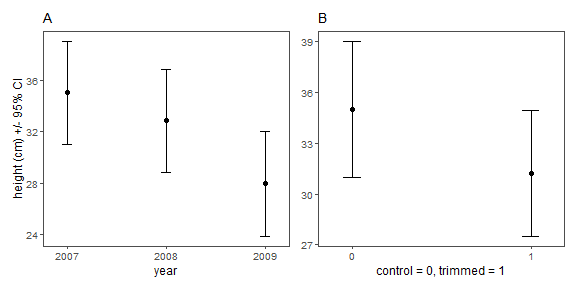 A
height (cm) +/- 95% CI
36
32
28
24
2007 2008 2009
year
B
39
36
33
30
27
0 1
control = 0, trimmed = 1